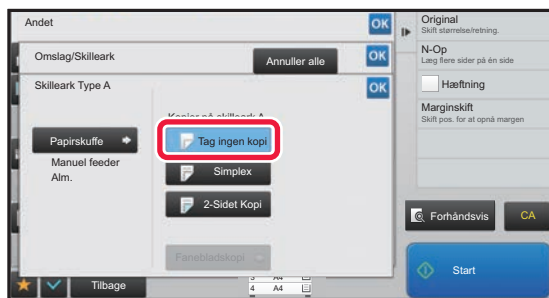 Andet
OK
Omslag/Skilleark
Annuller alle
OK
Skilleark Type A
OK
Kopier på skilleark A
Papirskuffe
Manuel feeder
Alm.
Tag ingen kopi
Simplex
2-Sidet Kopi
Fanebladskopi
Tilbage
3 A4
4 A4
Original
Skift størrelse/retning.
N-Op
Læg flere sider på én side
Hæftning
Marginskift
Skift pos. for at opnå margen
Forhåndsvis
CA
Start